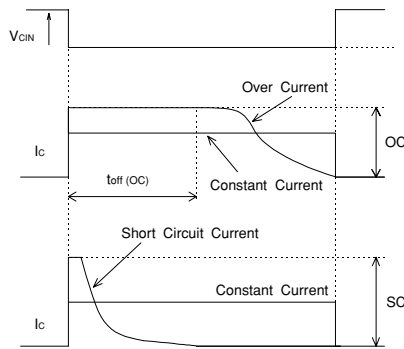 VCIN
Over Current
OC
IC
toff (OC)
Constant Current
Short Circuit Current
Constant Current
SC
IC